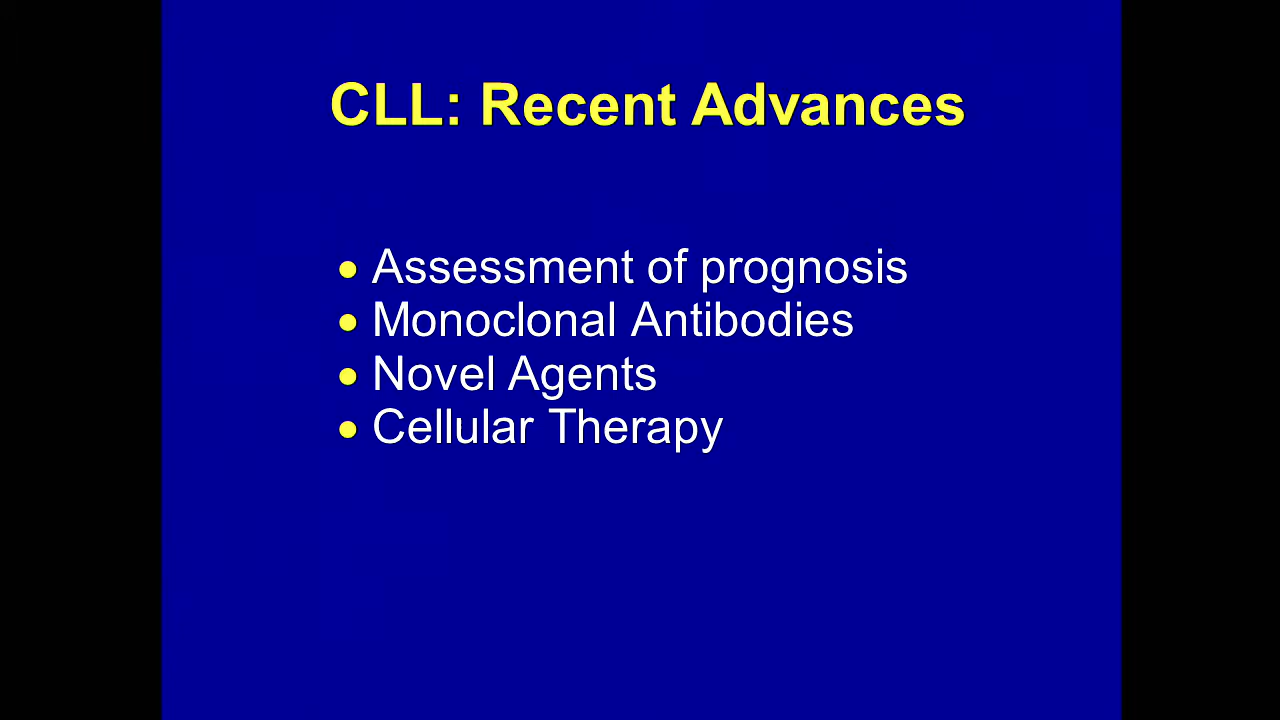 CLL: Recent Advances
• Assessment of prognosis
• Monoclonal Antibodies
• Novel Agents
• Cellular Therapy